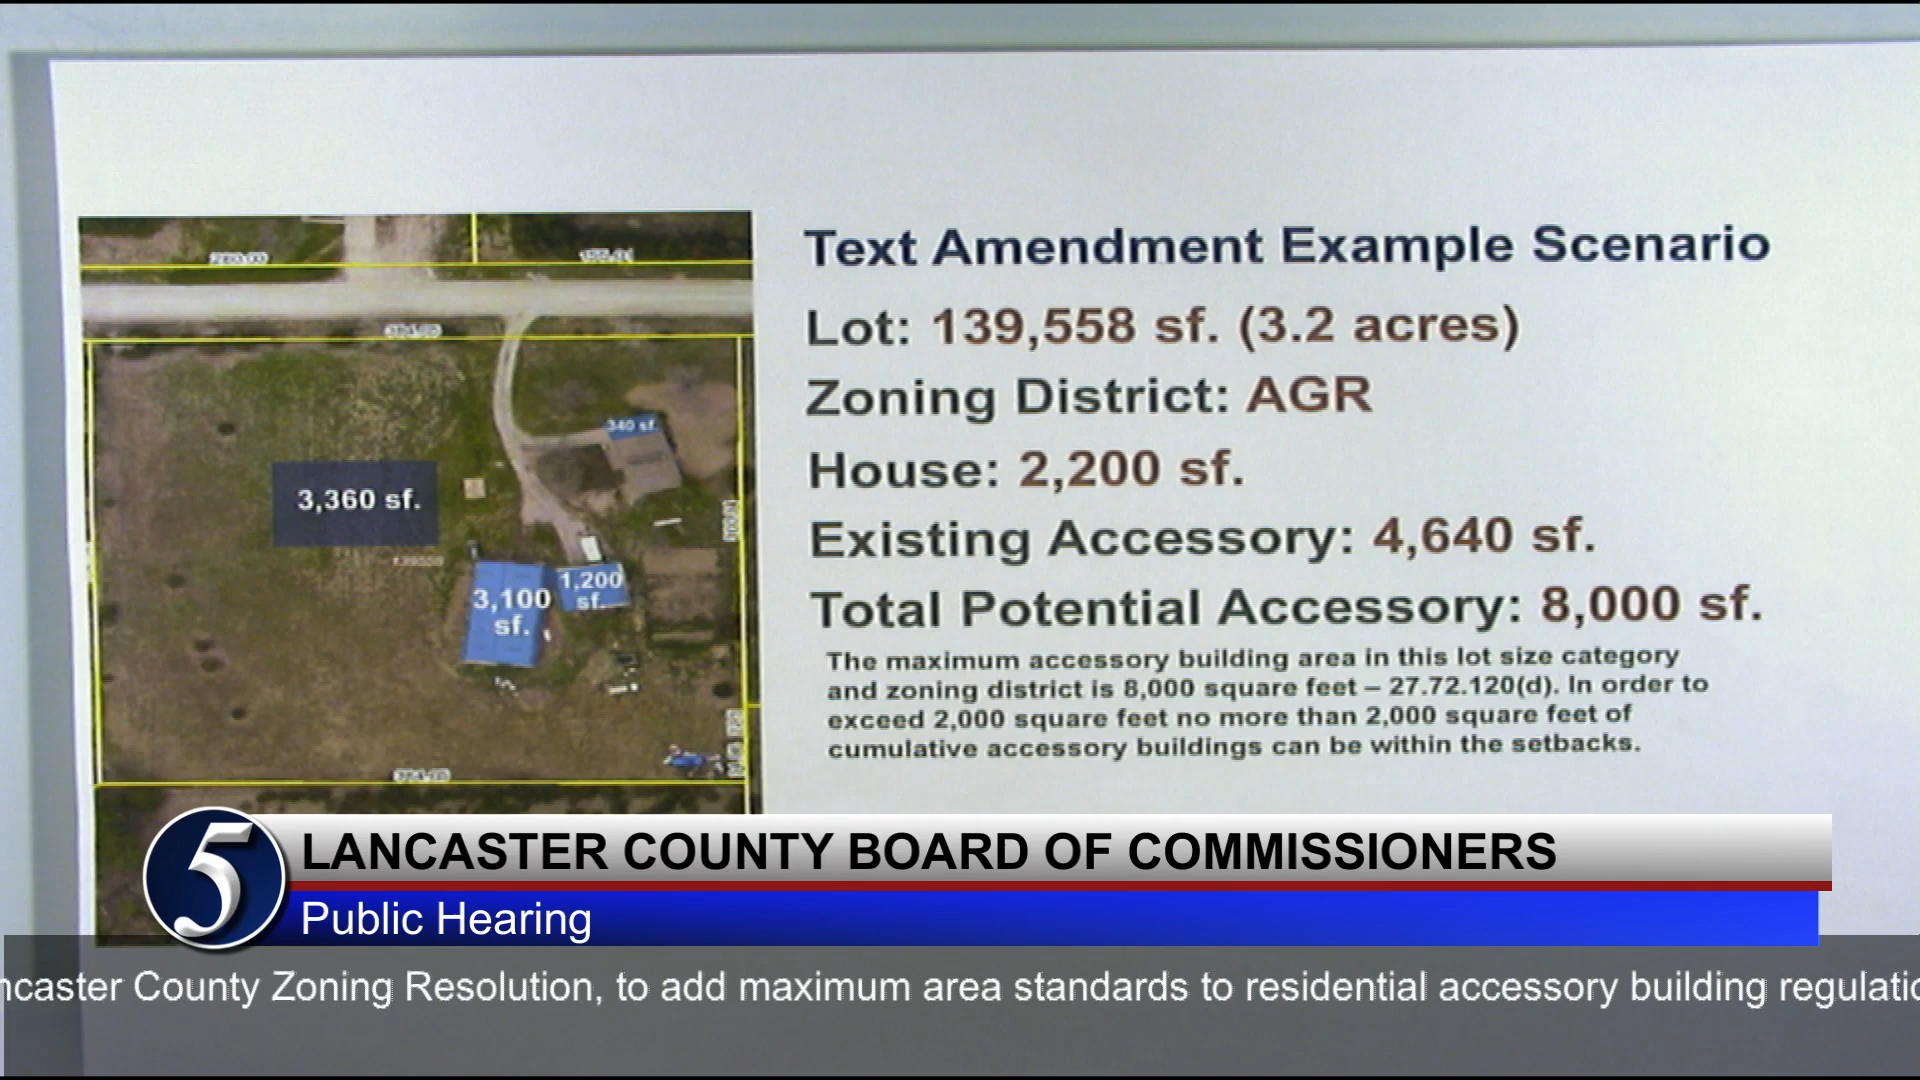 Text Amendment Example Scenario
Lot: 139,558 sf. (3.2 acres)
Zoning District: AGR
House: 2,200 sf.
Existing Accessory: 4,640 sf.
Total Potential Accessory: 8,000 sf.
The maximum accessory building area in this lot size category
and zoning district is 8,000 square feet – 27.72.120(d). In order to
exceed 2,000 square feet no more than 2,000 square feet of
cumulative accessory buildings can be within the setbacks.
340 sf.
3,360 sf.
3,100
sf.
1,200
sf.
5
LANCASTER COUNTY BOARD OF COMMISSIONERS
Public Hearing
ncaster County Zoning Resolution, to add maximum area standards to residential accessory building regulatio